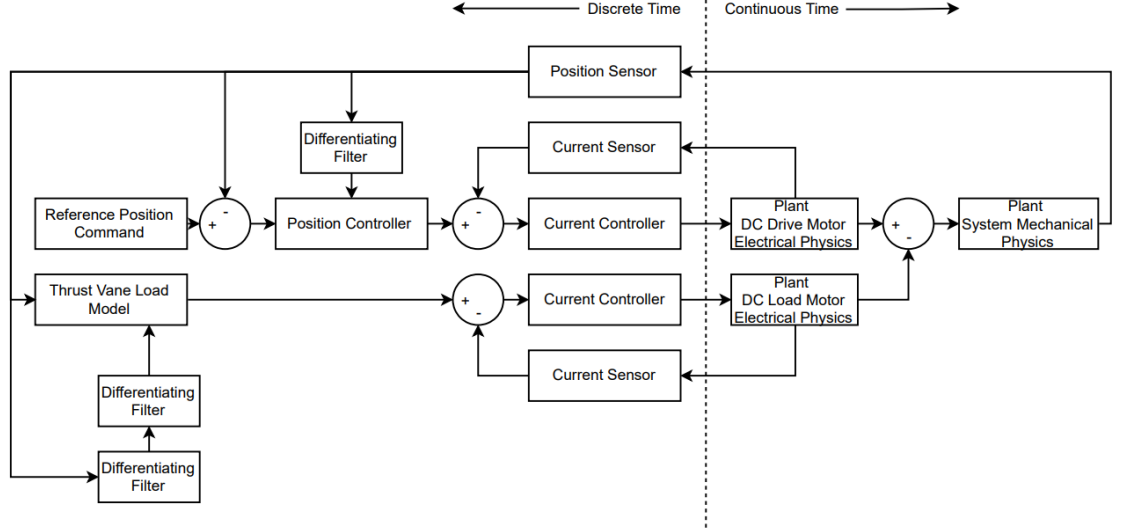 Discrete Time
Continuous Time
Position Sensor
Differentiating
Filter
Current Sensor
Reference Position
Command
-
+
Position Controller
-
+
Current Controller
Plant
DC Drive Motor
Electrical Physics
+
-
Plant
System Mechanical
Physics
Thrust Vane Load
Model
+
-
Current Controller
Plant
DC Load Motor
Electrical Physics
Current Sensor
Differentiating
Filter
Differentiating
Filter